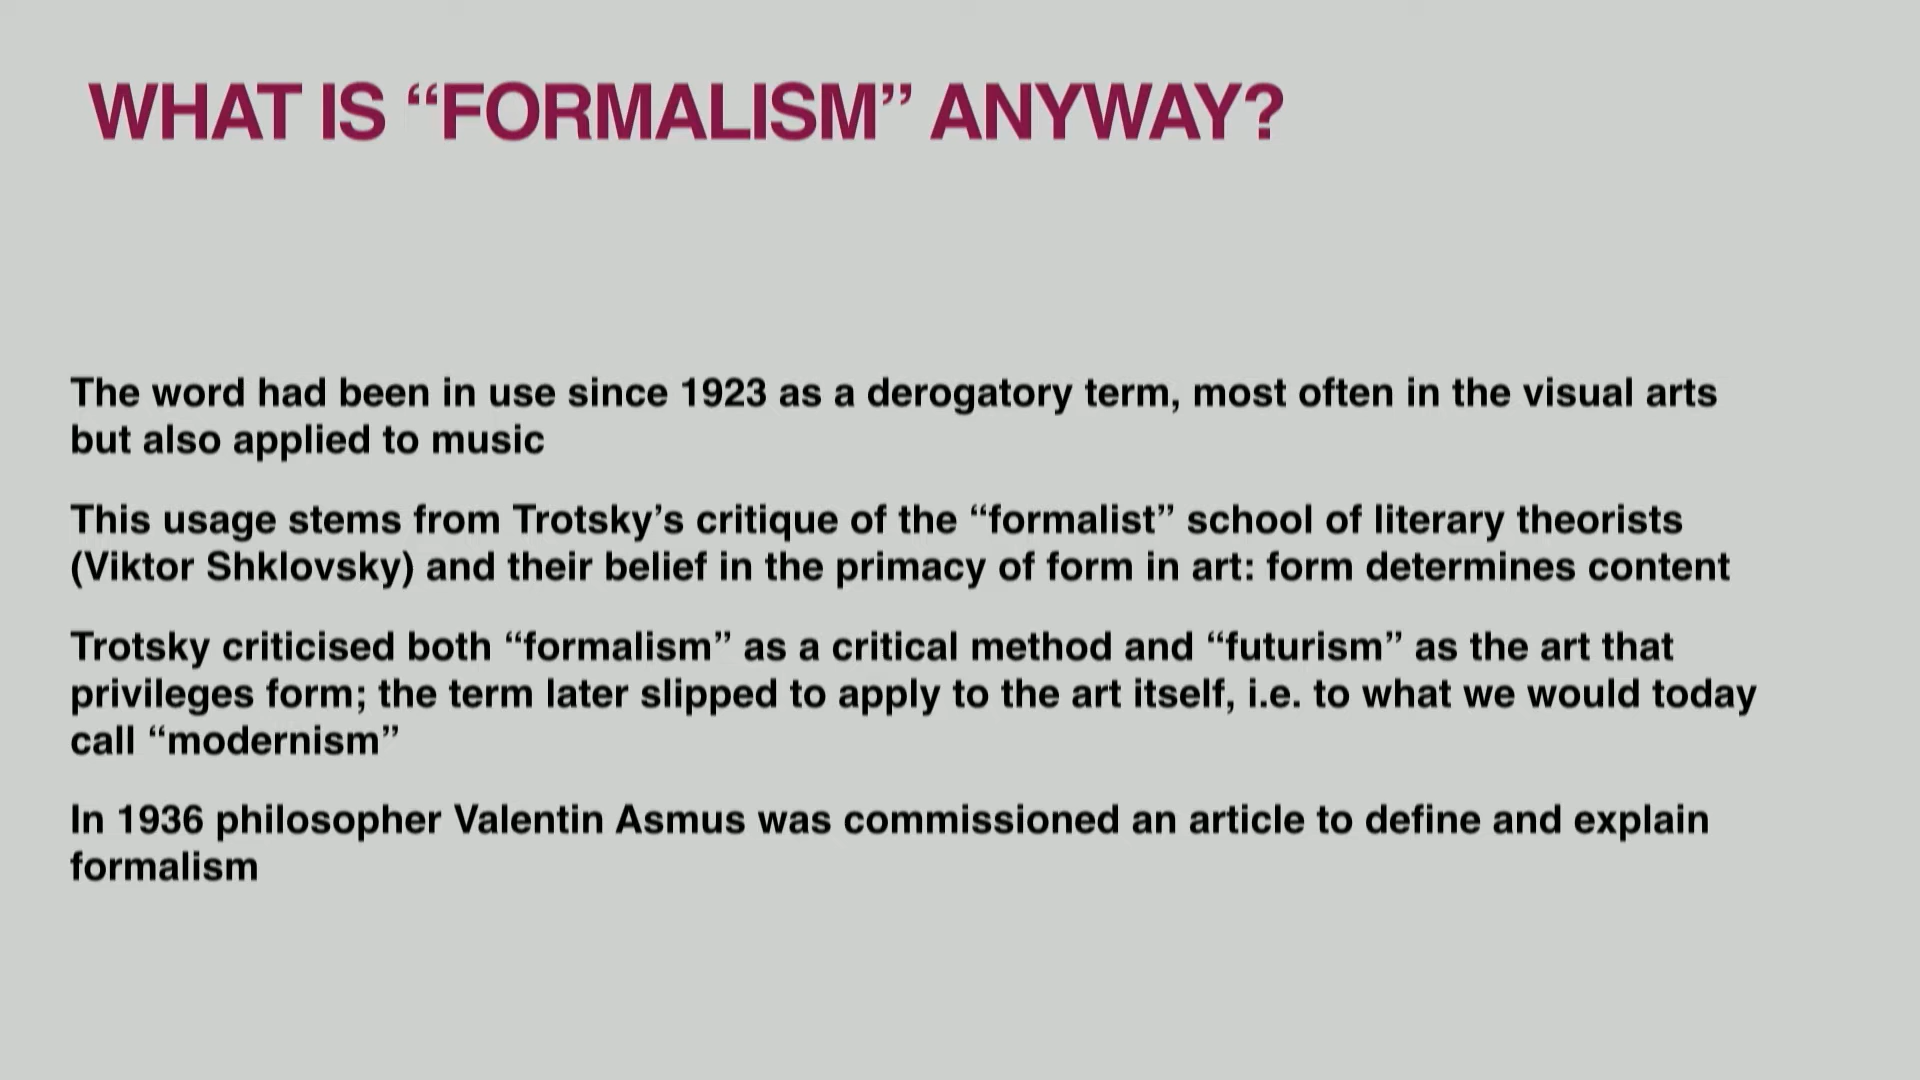 WHAT IS “FORMALISM” ANYWAY?
The word had been in use since 1923 as a derogatory term, most often in the visual arts
but also applied to music
This usage stems from Trotsky’s critique of the “formalist” school of literary theorists
(Viktor Shklovsky) and their belief in the primacy of form in art: form determines content
Trotsky criticised both “formalism” as a critical method and “futurism” as the art that
privileges form; the term later slipped to apply to the art itself, i.e. to what we would today
call “modernism”
In 1936 philosopher Valentin Asmus was commissioned an article to define and explain
formalism